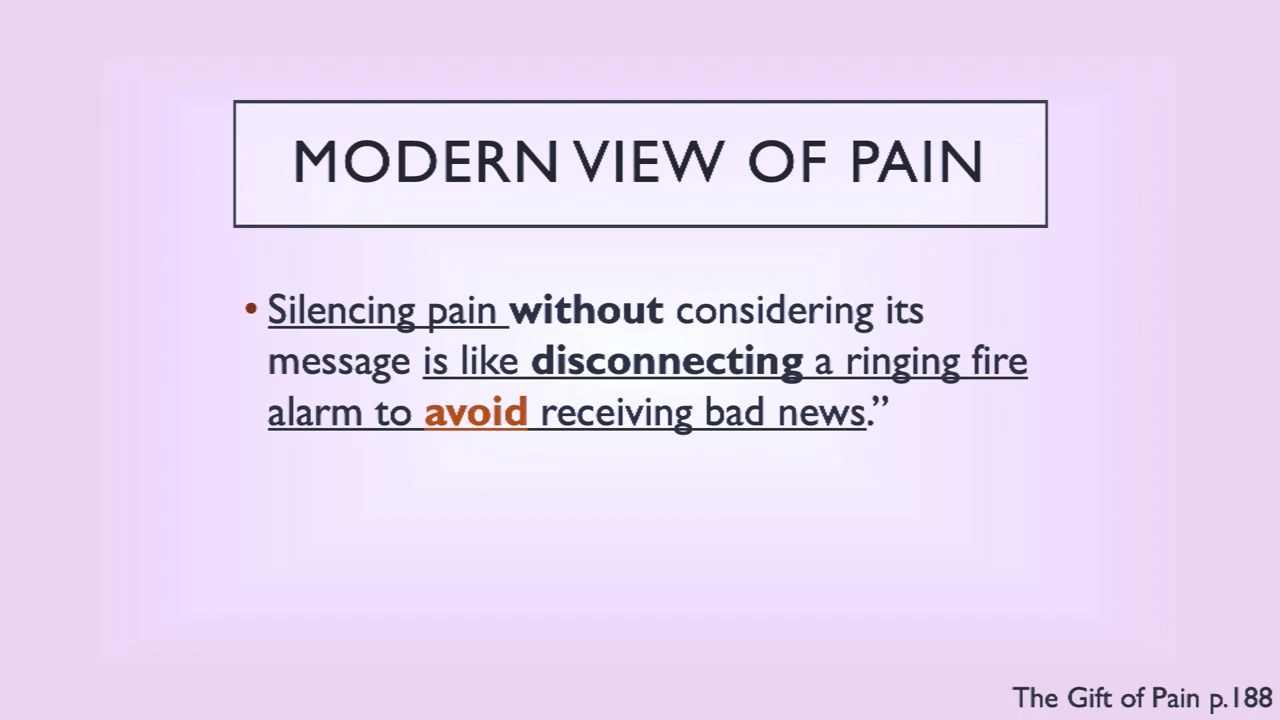 MODERN VIEW OF PAIN
• Silencing pain without considering its
message is like disconnecting a ringing fire
alarm to avoid receiving bad news.”
The Gift of Pain p.188